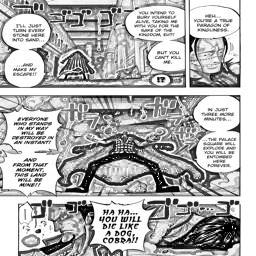 HEH...
YOU'RE A
TRUE PARAGON
OF
KINGLINESS.
YOU INTEND TO
BURY YOURSELF
ALIVE, TAKING
ME WITH YOU
FOR THE SAKE OF
THE KINGDOM,
EH?!
BUT YOU
CAN'T KILL
ME.
I'LL
JUST TURN
EVERY STONE
HERE INTO
SAND...
...AND
MAKE MY
ESCAPE!!
IN JUST
THREE MORE
MINUTES...
THE PALACE
SQUARE WILL
EXPLODE AND
YOU WILL BE
ENTOMBED
HERE
FOREVER.
EVERYONE
WHO STANDS
IN MY WAY
WILL BE
DESTROYED IN
AN INSTANT!
AND
FROM THAT
MOMENT,
THIS LAND
WILL BE
MINE!!
HA HA...
YOU WILL
DIE LIKE
A DOG,
COBRA!!